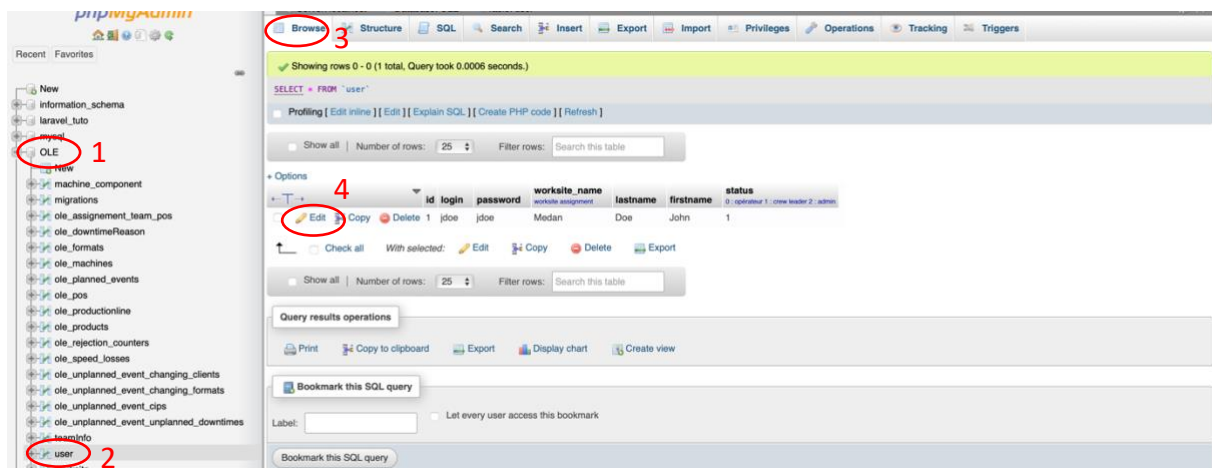 phpMyAdmin
Recent Favorites
New
information_schema
laravel_tuto
mysql
OLE
1
New
machine_component
migrations
ole_assignement_team_pos
ole_downtimeReason
ole_formats
ole_machines
ole_planned_events
ole_pos
ole_productionline
ole_products
ole_rejection_counters
ole_speed_losses
ole_unplanned_event_changing_clients
ole_unplanned_event_changing_formats
ole_unplanned_event_cips
ole_unplanned_event_unplanned_downtimes
teamInfo
user
2
Browse 3 Structure SQL Search Insert Export Import Privileges Operations Tracking Triggers
Showing rows 0 - 0 (1 total, Query took 0.0006 seconds.)
SELECT * FROM `user`
Profiling [ Edit inline ] [ Edit ] [ Explain SQL ] [ Create PHP code ] [ Refresh ]
Show all | Number of rows: 25 Filter rows: Search this table
+ Options
4
id login password worksite_name lastname firstname status
worksite assignment 0 : opérateur 1 : crew leader 2 : admin
Edit Copy Delete 1 jdoe jdoe Medan Doe John 1
Check all With selected: Edit Copy Delete Export
Show all | Number of rows: 25 Filter rows: Search this table
Query results operations
Print Copy to clipboard Export Display chart Create view
Bookmark this SQL query
Label: Let every user access this bookmark
Bookmark this SQL query